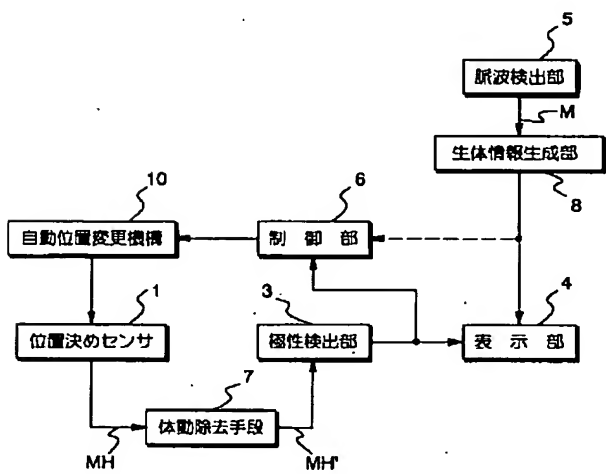 5
脈波検出部
M
生体情報生成部
8
10
6
自動位置変更機構
制御部
1
3
4
位置決めセンサ
極性検出部
表示部
7
体動除去手段
MH
MH'